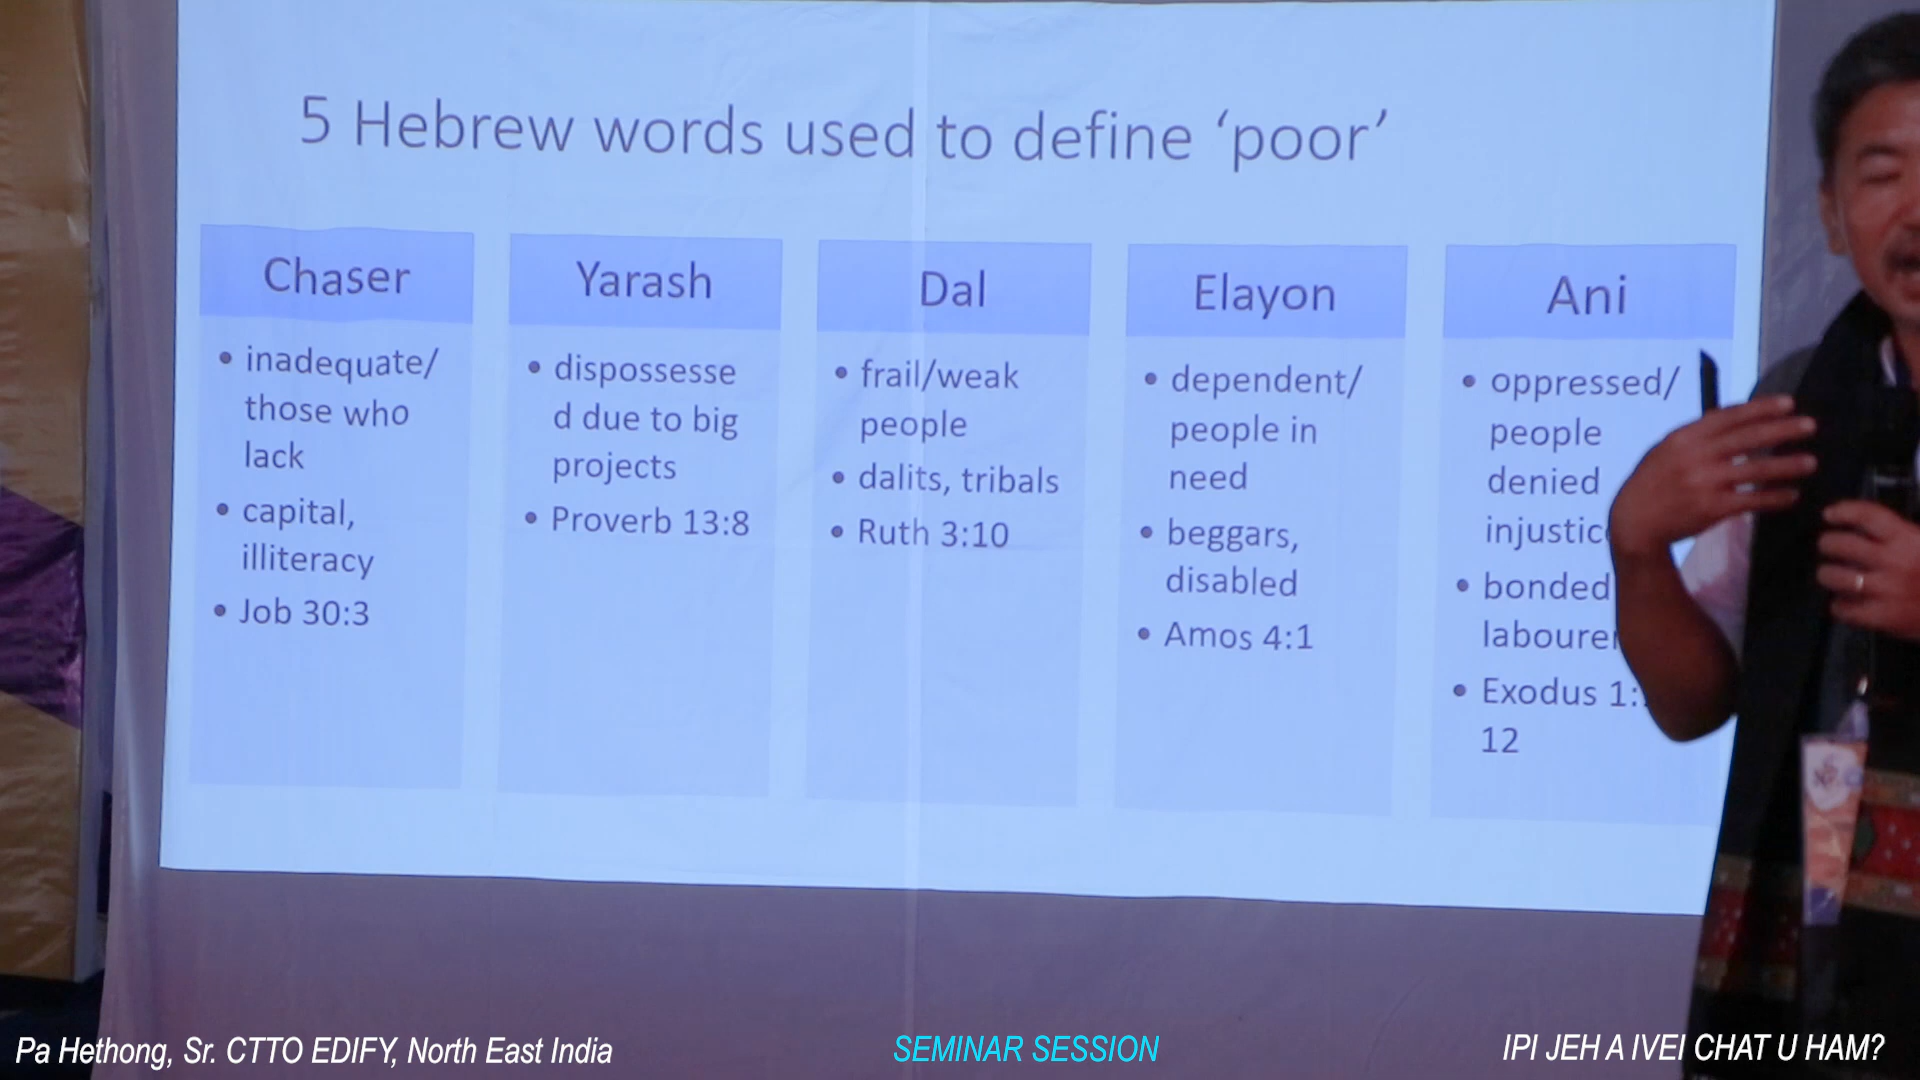 5 Hebrew words used to define ‘poor’
Chaser
• inadequate/
those who
lack
• capital,
illiteracy
• Job 30:3
Yarash
• dispossesse
d due to big
projects
• Proverb 13:8
Dal
• frail/weak
people
• dalits, tribals
• Ruth 3:10
Elayon
• dependent/
people in
need
• beggars,
disabled
• Amos 4:1
Ani
• oppressed/
people
denied
• bonded
• Exodus 1:
12
Pa Hethong, Sr. CTTO EDIFY, North East India
SEMINAR SESSION
IPI JEH A IVEI CHAT U HAM?